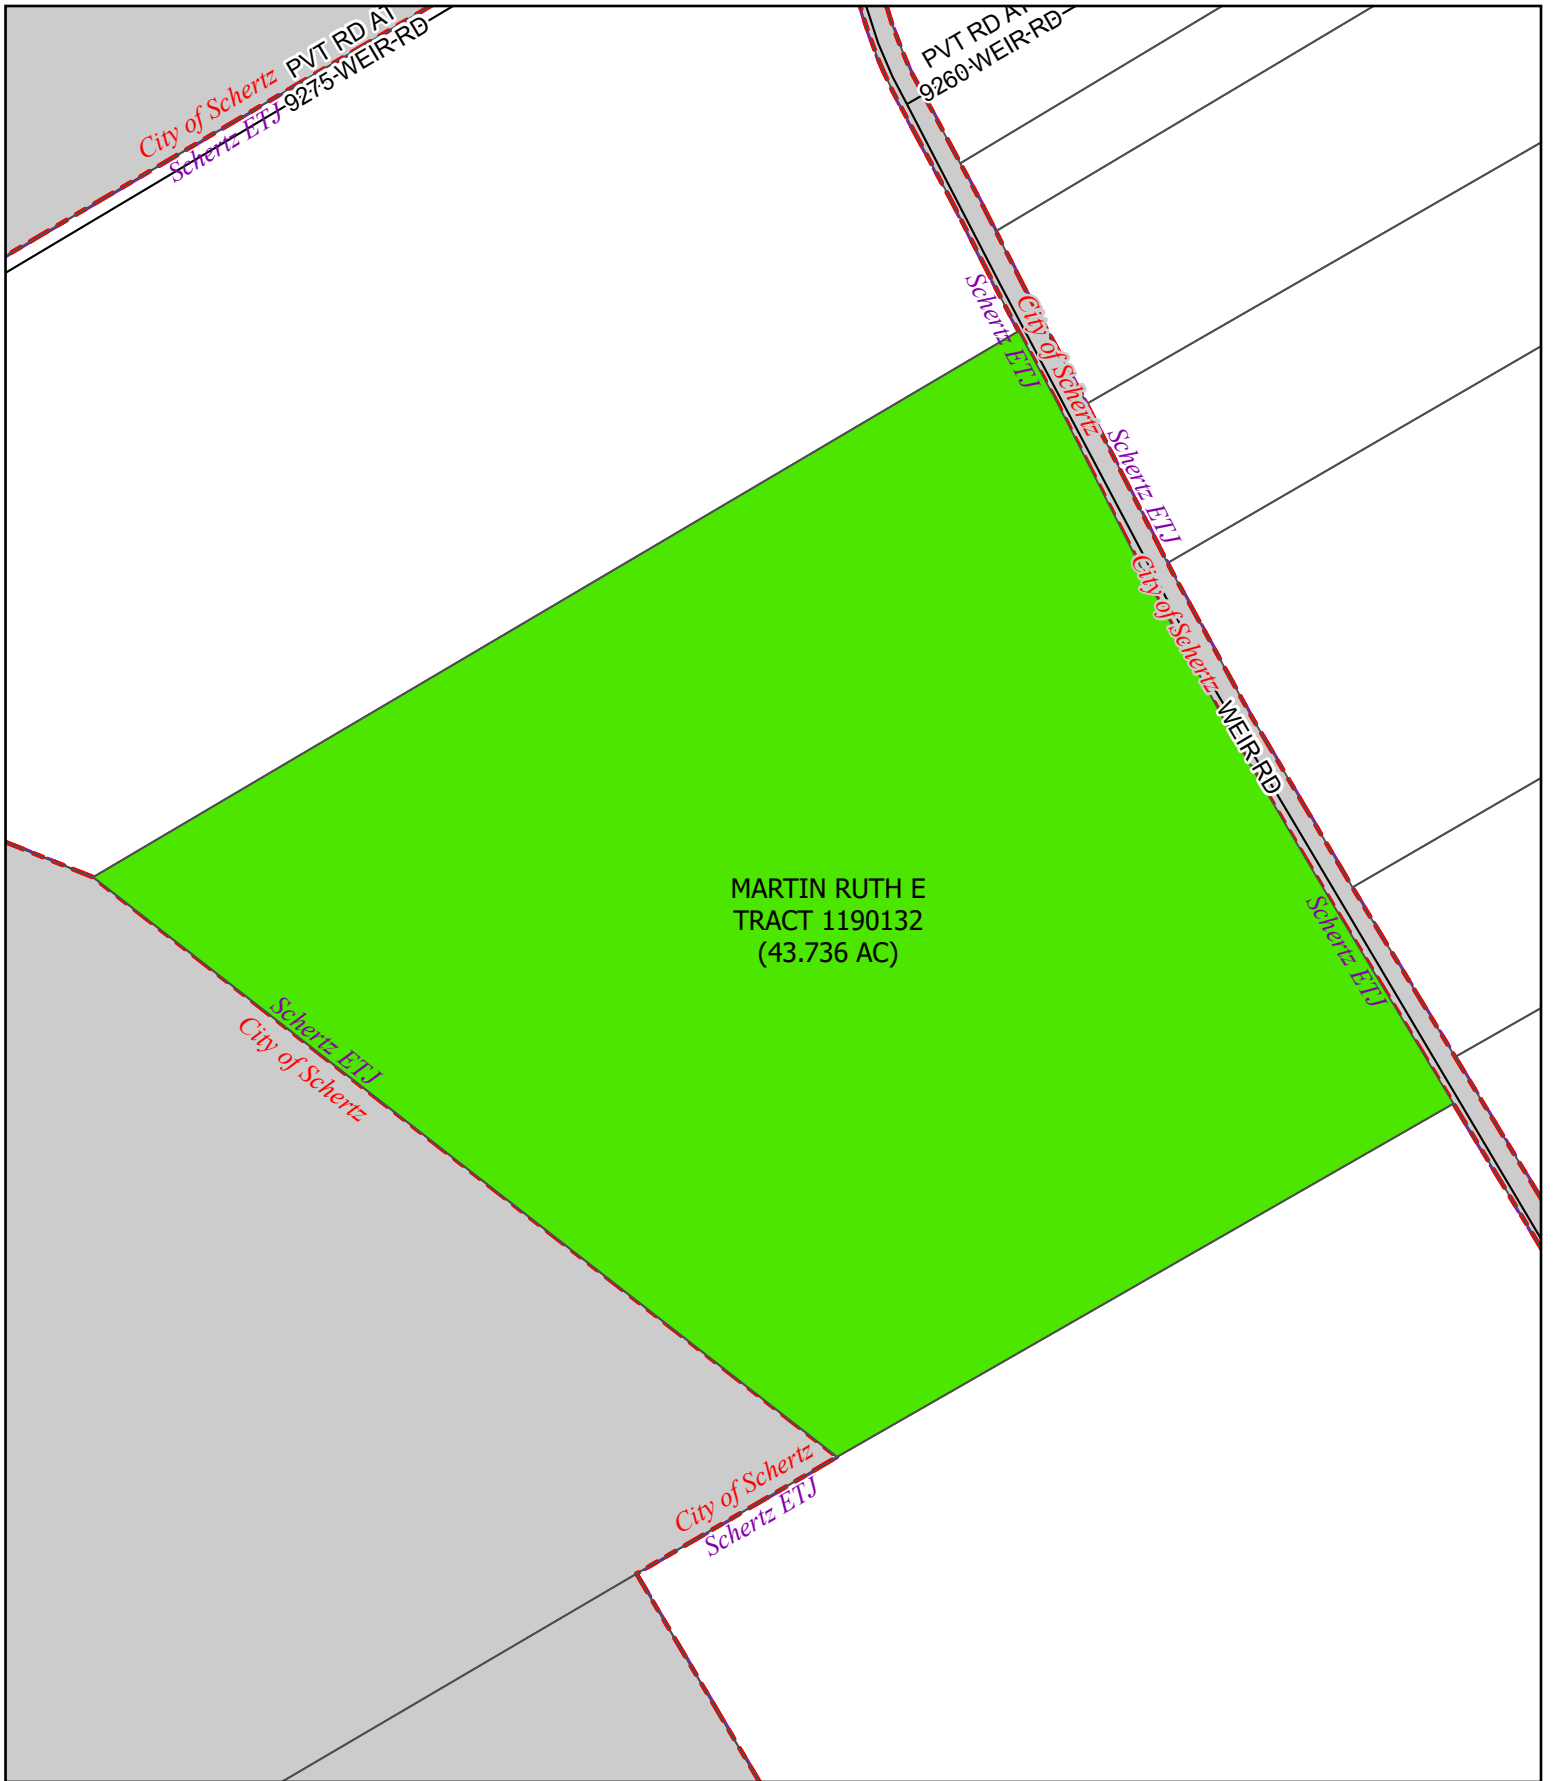 PVT RD AT
9275-WEIR-RD
City of Schertz
Schertz ETJ
PVT RD AT
9260-WEIR-RD
Schertz ETJ
City of Schertz
Schertz ETJ
City of Schertz
WEIR-RD
MARTIN RUTH E
TRACT 1190132
(43.736 AC)
Schertz ETJ
Schertz ETJ
City of Schertz
City of Schertz
Schertz ETJ